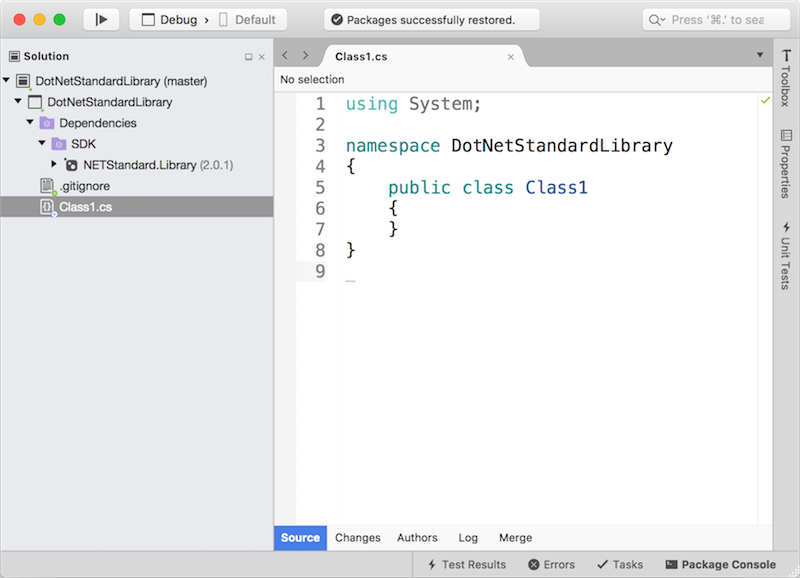 Debug › Default
Packages successfully restored.
Press '⌘.' to sea
Solution
DotNetStandardLibrary (master)
DotNetStandardLibrary
Dependencies
SDK
NETStandard.Library (2.0.1)
.gitignore
Class1.cs
Class1.cs
No selection
1 using System;
2
3 namespace DotNetStandardLibrary
4 {
5 public class Class1
6 {
7 }
8 }
9 _
Source Changes Authors Log Merge
Toolbox
Properties
Unit Tests
Test Results Errors Tasks Package Console